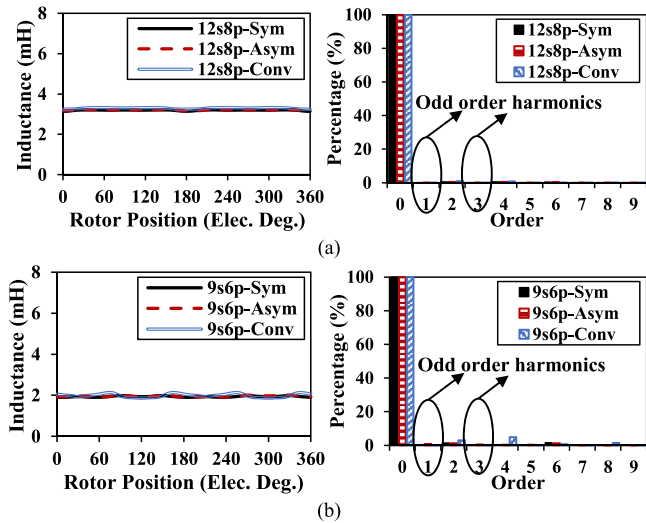 Inductance (mH)
8
6
4
2
0
12s8p-Sym
12s8p-Asym
12s8p-Conv
0 60 120 180 240 300 360
Rotor Position (Elec. Deg.)
Percentage (%)
100
80
60
40
20
0
12s8p-Sym
12s8p-Asym
12s8p-Conv
Odd order harmonics
0 1 2 3 4 5 6 7 8 9
Order
(a)
Inductance (mH)
8
6
4
2
0
9s6p-Sym
9s6p-Asym
9s6p-Conv
0 60 120 180 240 300 360
Rotor Position (Elec. Deg.)
Percentage (%)
100
80
60
40
20
0
9s6p-Sym
9s6p-Asym
9s6p-Conv
Odd order harmonics
0 1 2 3 4 5 6 7 8 9
Order
(b)